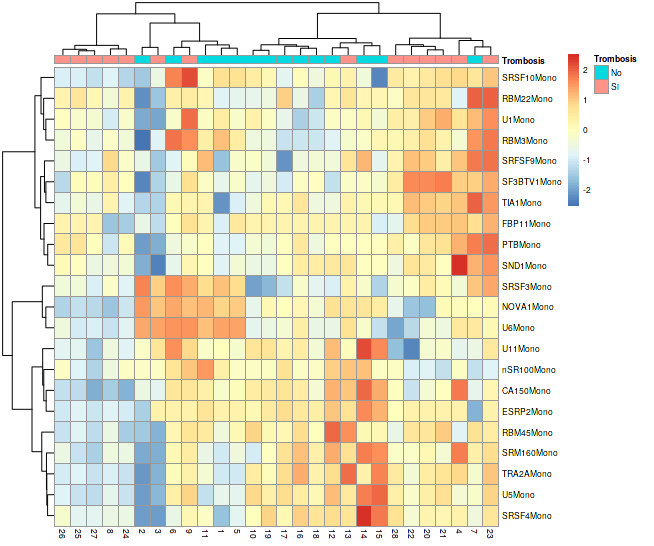 Trombosis
SRSF10Mono
RBM22Mono
U1Mono
RBM3Mono
SRFSF9Mono
SF3BTV1Mono
TIA1Mono
FBP11Mono
PTBMono
SND1Mono
SRSF3Mono
NOVA1Mono
U6Mono
U11Mono
nSR100Mono
CA150Mono
ESRP2Mono
RBM45Mono
SRM160Mono
TRA2AMono
U5Mono
SRSF4Mono
26 25 27 8 24 2 3 6 9 11 1 5 10 19 17 16 18 12 13 14 15 28 22 20 21 4 7 23
2
1
0
-1
-2
Trombosis
No
SI